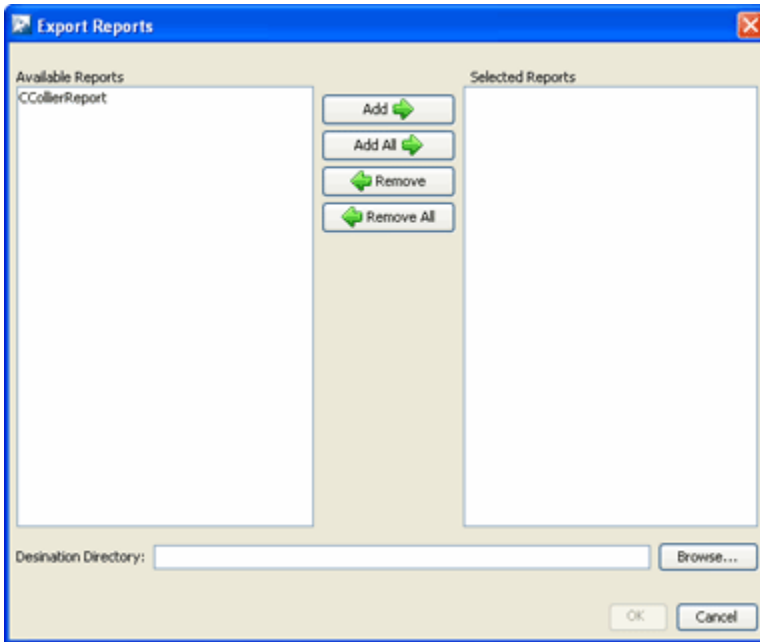 Export Reports
Available Reports
Selected Reports
CCollierReport
Add
Add All
Remove
Remove All
Desination Directory:
Browse...
OK
Cancel